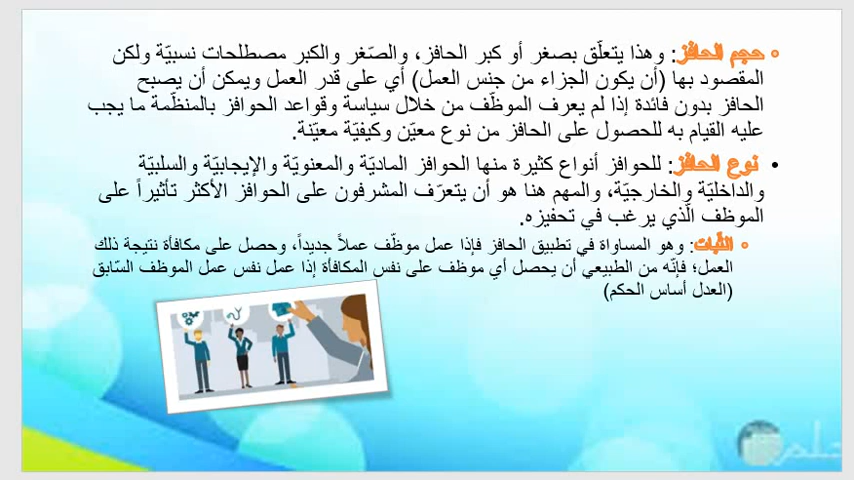 • حجم الحافز: وهذا يتعلّق بصغر أو كبر الحافز، والصّغر والكبر مصطلحات نسبيّة ولكن
المقصود بها (أن يكون الجزاء من جنس العمل) أي على قدر العمل ويمكن أن يصبح
الحافز بدون فائدة إذا لم يعرف الموظّف من خلال سياسة وقواعد الحوافز بالمنظّمة ما يجب
عليه القيام به للحصول على الحافز من نوع معيّن وكيفيّة معيّنة.
• نوع الحافز: للحوافز أنواع كثيرة منها الحوافز الماديّة والمعنويّة والإيجابيّة والسلبيّة
والداخليّة والخارجيّة، والمهم هنا هو أن يتعرّف المشرفون على الحوافز الأكثر تأثيراً على
الموظف الّذي يرغب في تحفيزه.
• الثّبات: وهو المساواة في تطبيق الحافز فإذا عمل موظّف عملاً جديداً، وحصل على مكافأة نتيجة ذلك
العمل؛ فإنّه من الطبيعي أن يحصل أي موظف على نفس المكافأة إذا عمل نفس عمل الموظف السّابق
(العدل أساس الحكم)
حلم